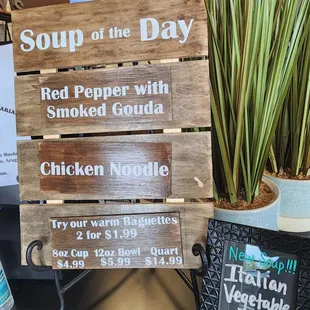 Soup of the Day
Red Pepper with
Smoked Gouda
Chicken Noodle
Try our warm Baguettes
2 for $1.99
8oz Cup 12oz Bowl Quart
$4.99 $5.99 $14.99
New Soup!!!
Italian
Vegetable